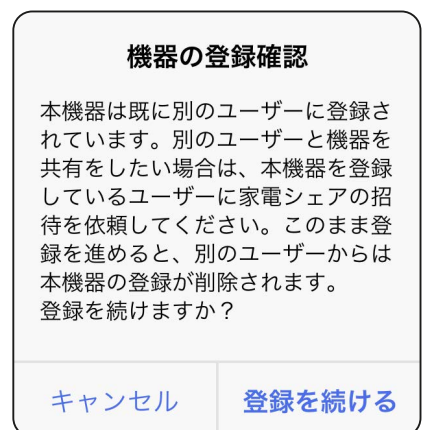 機器の登録確認
本機器は既に別のユーザーに登録さ
れています。別のユーザーと機器を
共有をしたい場合は、本機器を登録
しているユーザーに家電シェアの招
待を依頼してください。このまま登
録を進めると、別のユーザーからは
本機器の登録が削除されます。
登録を続けますか？
キャンセル
登録を続ける